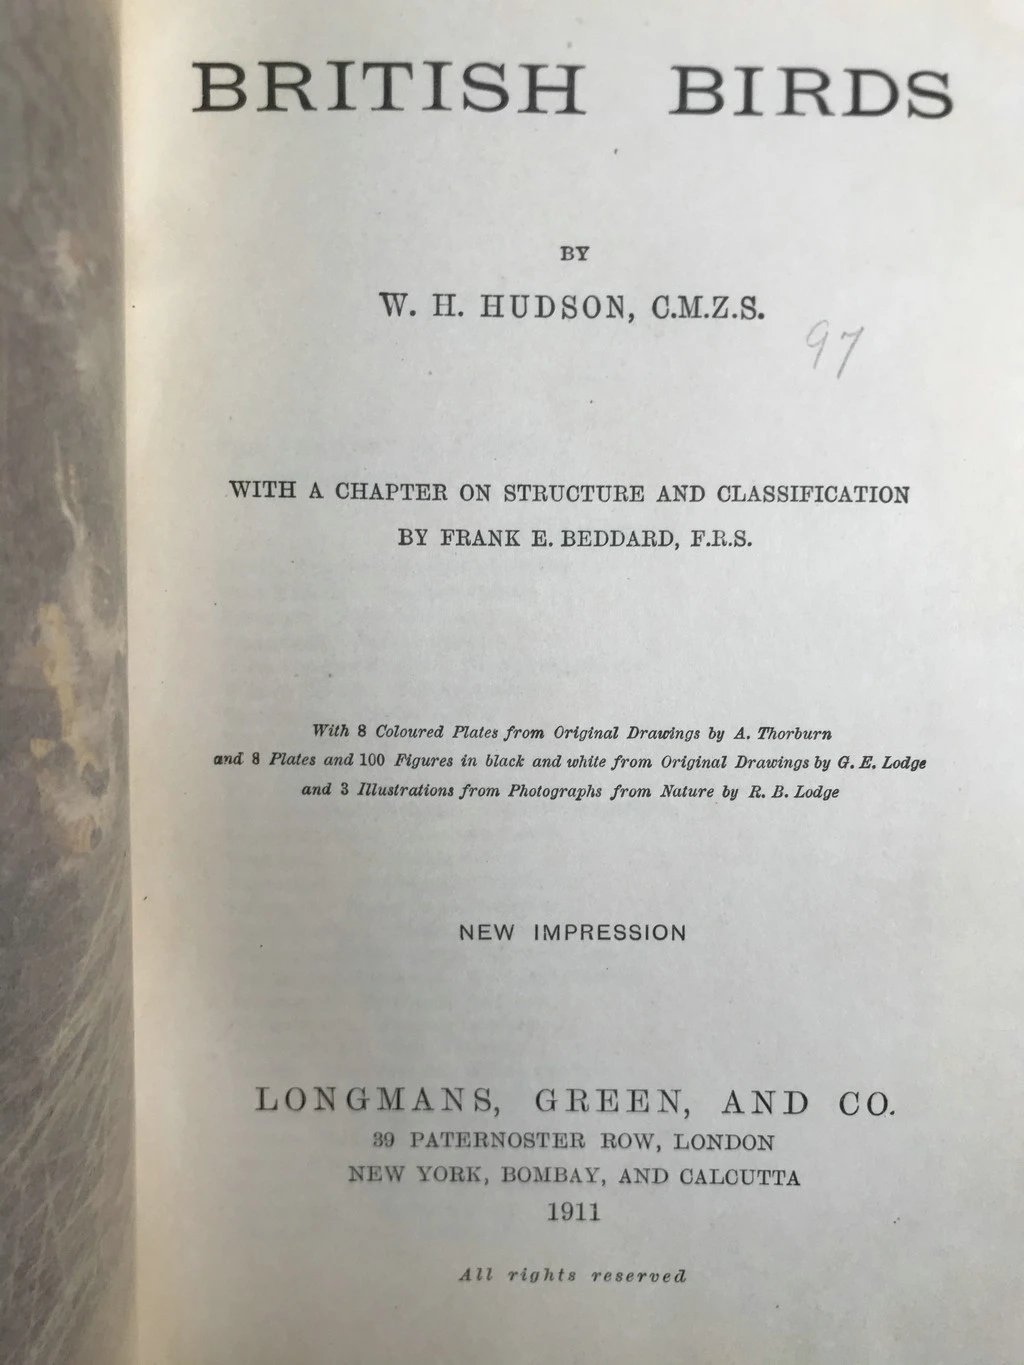 BRITISH BIRDS
BY
W. H. HUDSON, C.M.Z.S.
97
WITH A CHAPTER ON STRUCTURE AND CLASSIFICATION
BY FRANK E. BEDDARD, F.R.S.
With 8 Coloured Plates from Original Drawings by A. Thorburn
and 8 Plates and 100 Figures in black and white from Original Drawings by G. E. Lodge
and 3 Illustrations from Photographs from Nature by R. B. Lodge
NEW IMPRESSION
LONGMANS, GREEN, AND CO.
39 PATERNOSTER ROW, LONDON
NEW YORK, BOMBAY, AND CALCUTTA
1911
All rights reserved